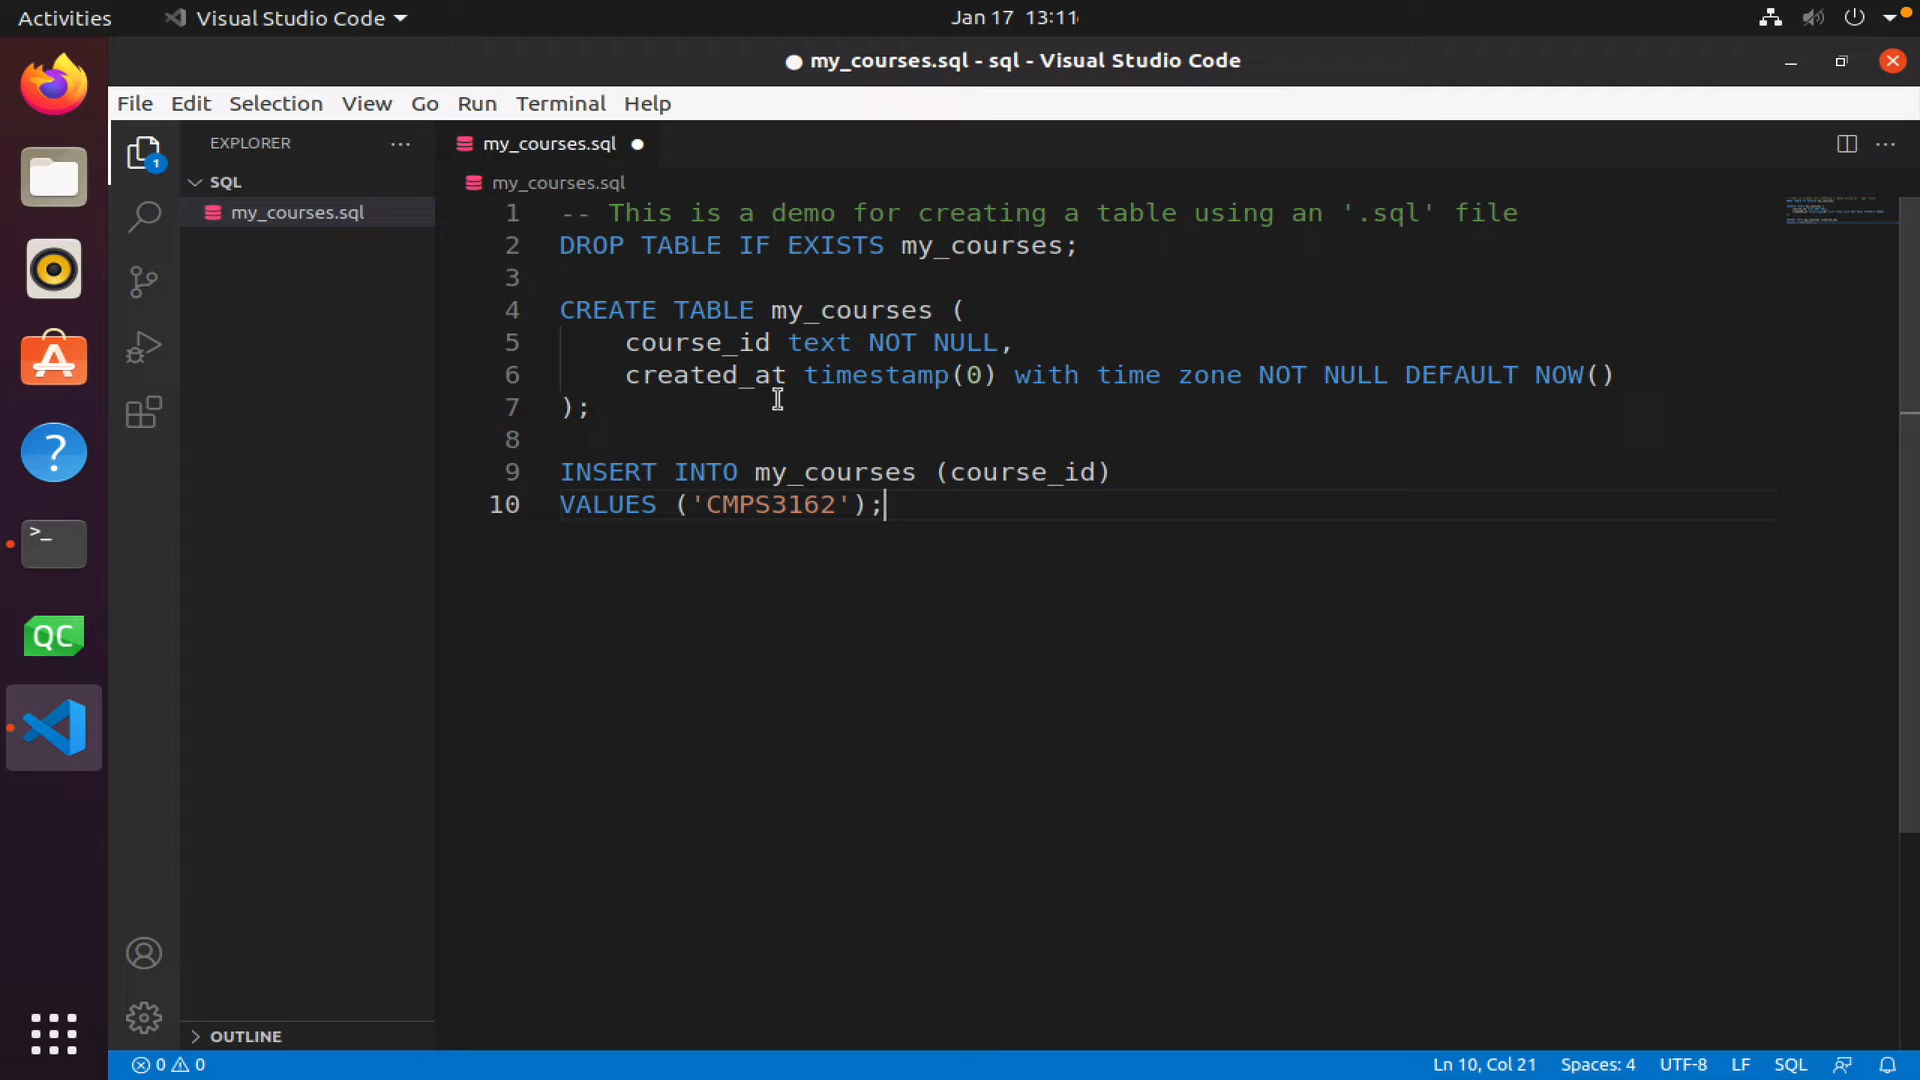 Activities
Visual Studio Code
Jan 17 13:11
my_courses.sql - sql - Visual Studio Code
File Edit Selection View Go Run Terminal Help
EXPLORER
SQL
my_courses.sql
my_courses.sql
my_courses.sql
1 -- This is a demo for creating a table using an '.sql' file
2 DROP TABLE IF EXISTS my_courses;
3
4 CREATE TABLE my_courses (
5 course_id text NOT NULL,
6 created_at timestamp(0) with time zone NOT NULL DEFAULT NOW()
7 );
8
9 INSERT INTO my_courses (course_id)
10 VALUES ('CMPS3162');
1
QC
OUTLINE
0 0
Ln 10, Col 21 Spaces: 4 UTF-8 LF SQL